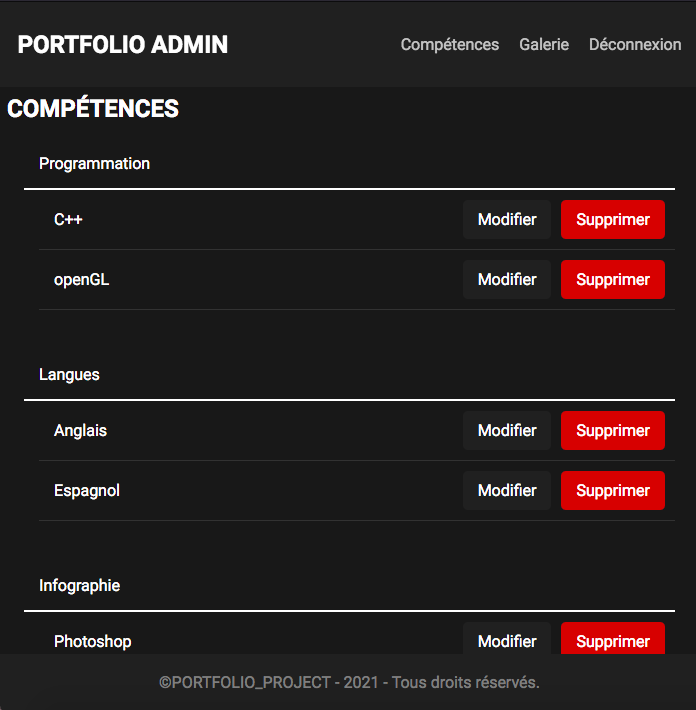 PORTFOLIO ADMIN Compétences Galerie Déconnexion
COMPÉTENCES
Programmation
C++ Modifier Supprimer
openGL Modifier Supprimer
Langues
Anglais Modifier Supprimer
Espagnol Modifier Supprimer
Infographie
Photoshop Modifier Supprimer
©PORTFOLIO_PROJECT - 2021 - Tous droits réservés.